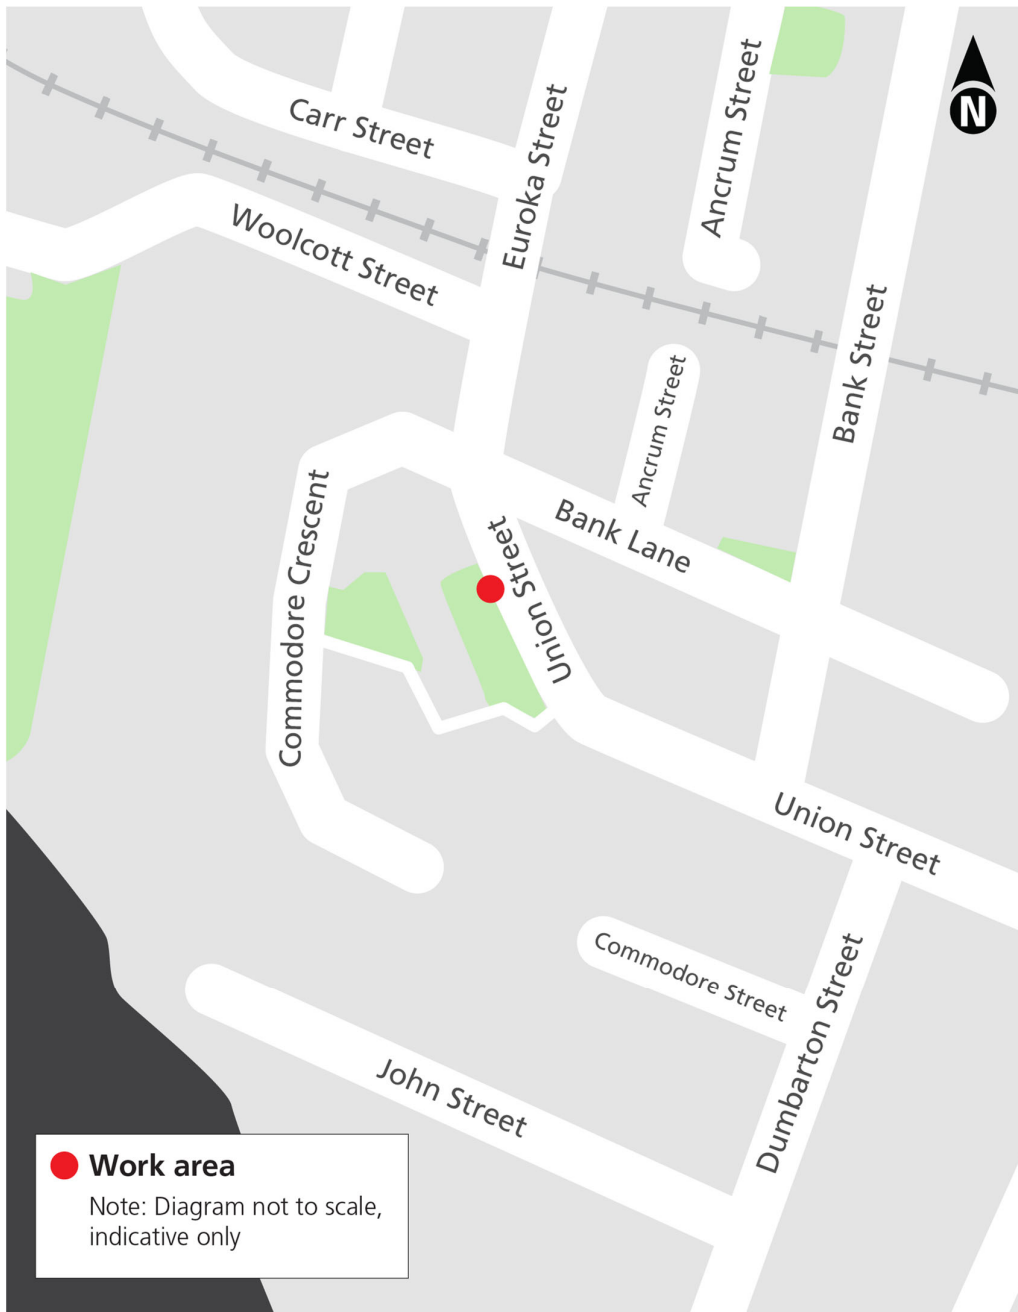 Carr Street
Euroka Street
Ancrum Street
N
Woolcott Street
Bank Street
Ancrum Street
Commodore Crescent
Union Street
Bank Lane
Union Street
Commodore Street
Dumbarton Street
John Street
Work area
Note: Diagram not to scale,
indicative only